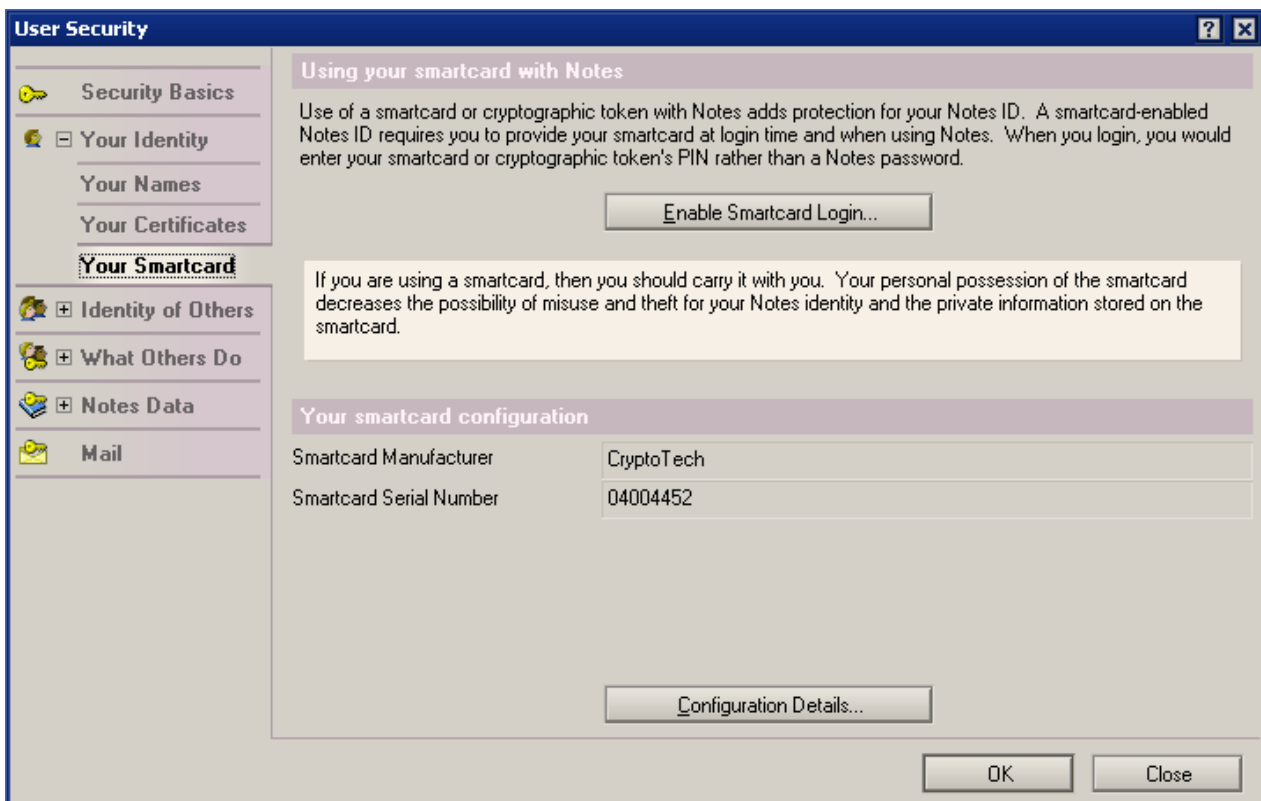 User Security
Security Basics
Your Identity
Your Names
Your Certificates
Your Smartcard
Identity of Others
What Others Do
Notes Data
Mail
Using your smartcard with Notes
Use of a smartcard or cryptographic token with Notes adds protection for your Notes ID.  A smartcard-enabled
Notes ID requires you to provide your smartcard at login time and when using Notes.  When you login, you would
enter your smartcard or cryptographic token's PIN rather than a Notes password.
Enable Smartcard Login...
If you are using a smartcard, then you should carry it with you.  Your personal possession of the smartcard
decreases the possibility of misuse and theft for your Notes identity and the private information stored on the
smartcard.
Your smartcard configuration
Smartcard Manufacturer CryptoTech
Smartcard Serial Number 04004452
Configuration Details...
OK Close